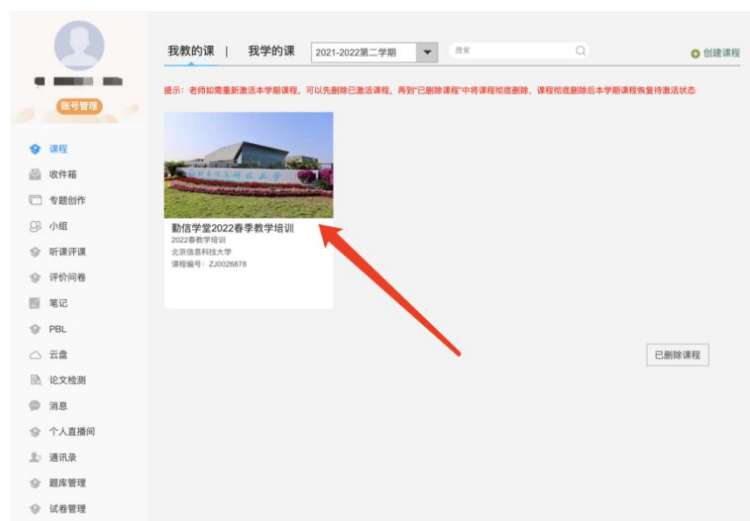 我教的课 | 我学的课 2021-2022第二学期 搜索 创建课程
账号管理
提示：老师如需重新激活本学期课程，可以先删除已激活课程，再到“已删除课程”中将课程彻底删除，课程彻底删除后本学期课程恢复待激活状态
课程
收件箱
专题创作
小组
听课评课
评价问卷
笔记
PBL
云盘
论文检测
消息
个人直播间
通讯录
题库管理
试卷管理
勤信学堂2022春季教学培训
2022春教学培训
北京信息科技大学
课程编号：ZJ0026878
已删除课程